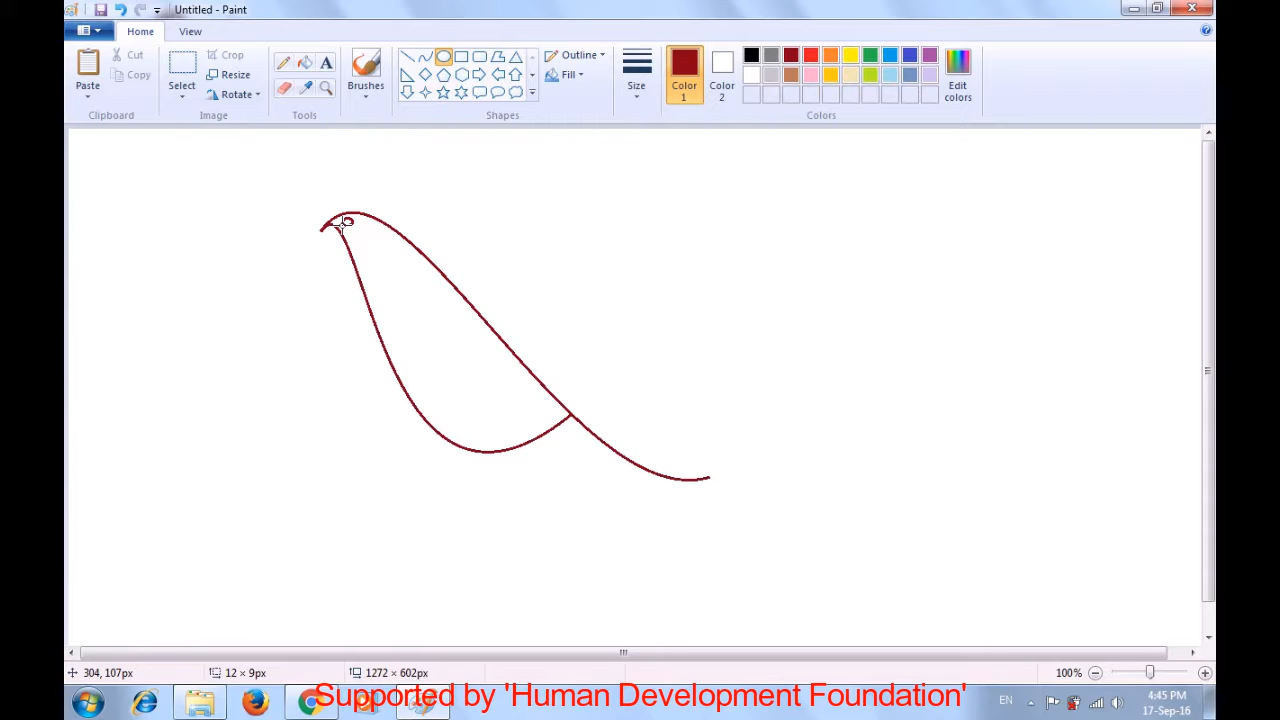 Untitled - Paint
Home View
Paste
Cut
Copy
Clipboard
Select
Crop
Resize
Rotate
Image
Tools
Brushes
Shapes
Outline
Fill
Size
Color 1
Color 2
Edit colors
Colors
304, 107px 12 × 9px 1272 × 602px 100%
EN 4:45 PM
17-Sep-16
Supported by 'Human Development Foundation'